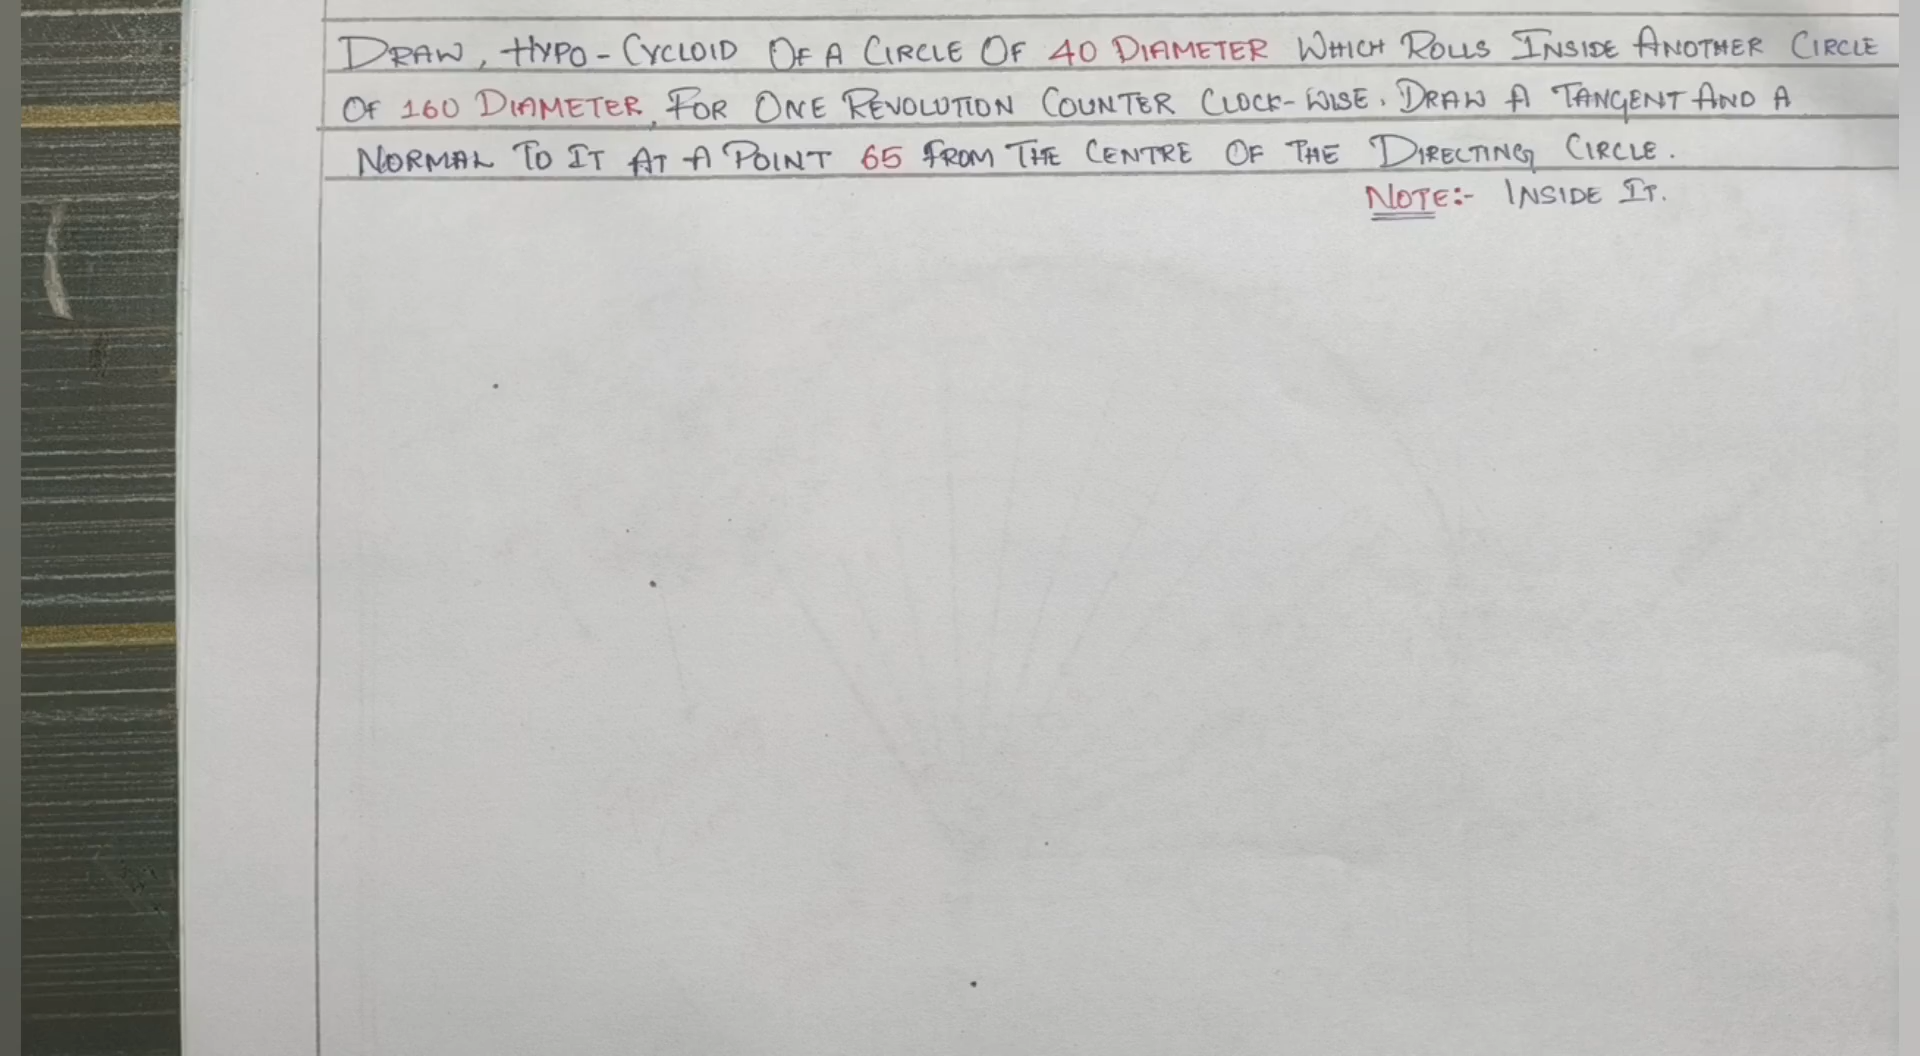 DRAW, HYPO-CYCLOID OF A CIRCLE OF 40 DIAMETER WHICH ROLLS INSIDE ANOTHER CIRCLE
OF 160 DIAMETER, FOR ONE REVOLUTION COUNTER CLOCK-WISE. DRAW A TANGENT AND A
NORMAL TO IT AT A POINT 65 FROM THE CENTRE OF THE DIRECTING CIRCLE.
NOTE:- INSIDE IT.